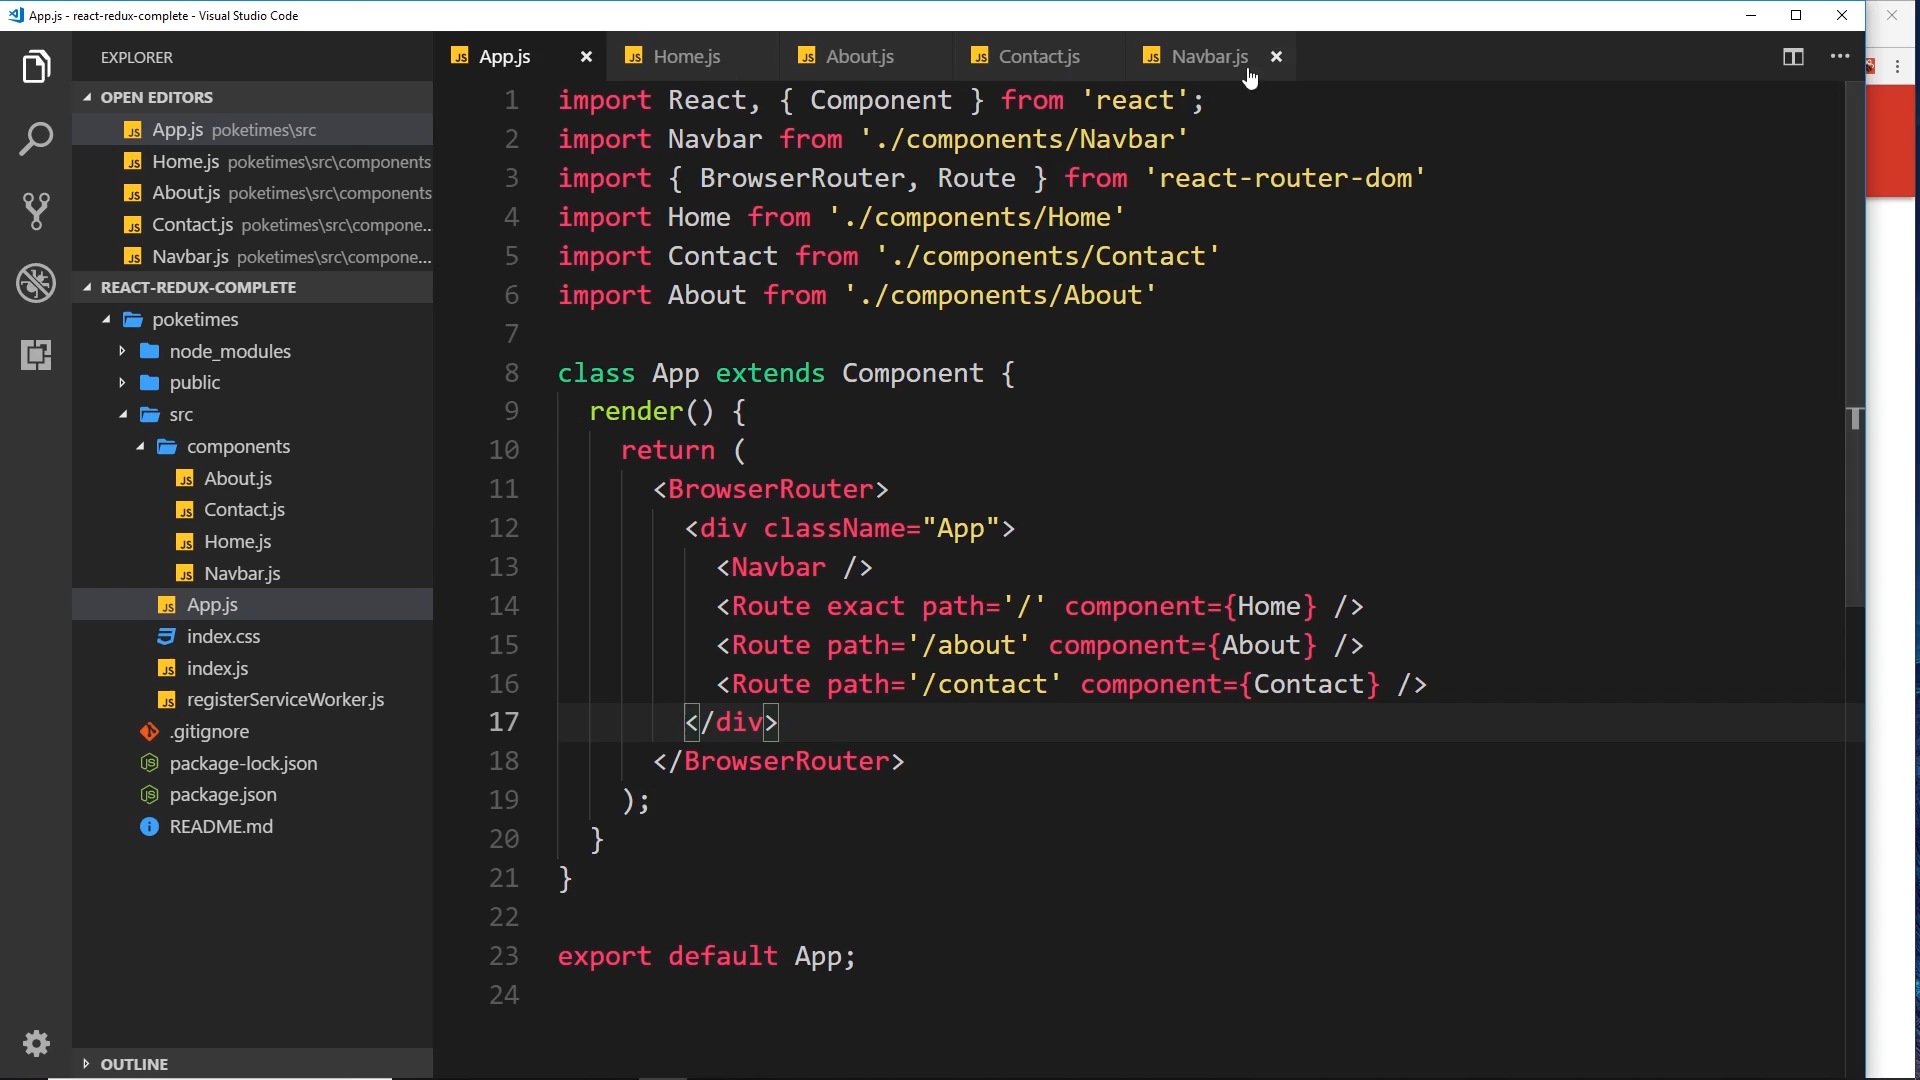 App.js - react-redux-complete - Visual Studio Code
EXPLORER
OPEN EDITORS
App.js poketimes\src
Home.js poketimes\src\components
About.js poketimes\src\components
Contact.js poketimes\src\compone...
Navbar.js poketimes\src\compone...
REACT-REDUX-COMPLETE
poketimes
node_modules
public
src
components
About.js
Contact.js
Home.js
Navbar.js
App.js
index.css
index.js
registerServiceWorker.js
.gitignore
package-lock.json
package.json
README.md
OUTLINE
App.js Home.js About.js Contact.js Navbar.js
1 import React, { Component } from 'react';
2 import Navbar from './components/Navbar'
3 import { BrowserRouter, Route } from 'react-router-dom'
4 import Home from './components/Home'
5 import Contact from './components/Contact'
6 import About from './components/About'
7
8 class App extends Component {
9 render() {
10 return (
11 <BrowserRouter>
12 <div className="App">
13 <Navbar />
14 <Route exact path='/' component={Home} />
15 <Route path='/about' component={About} />
16 <Route path='/contact' component={Contact} />
17 </div>
18 </BrowserRouter>
19 );
20 }
21 }
22
23 export default App;
24